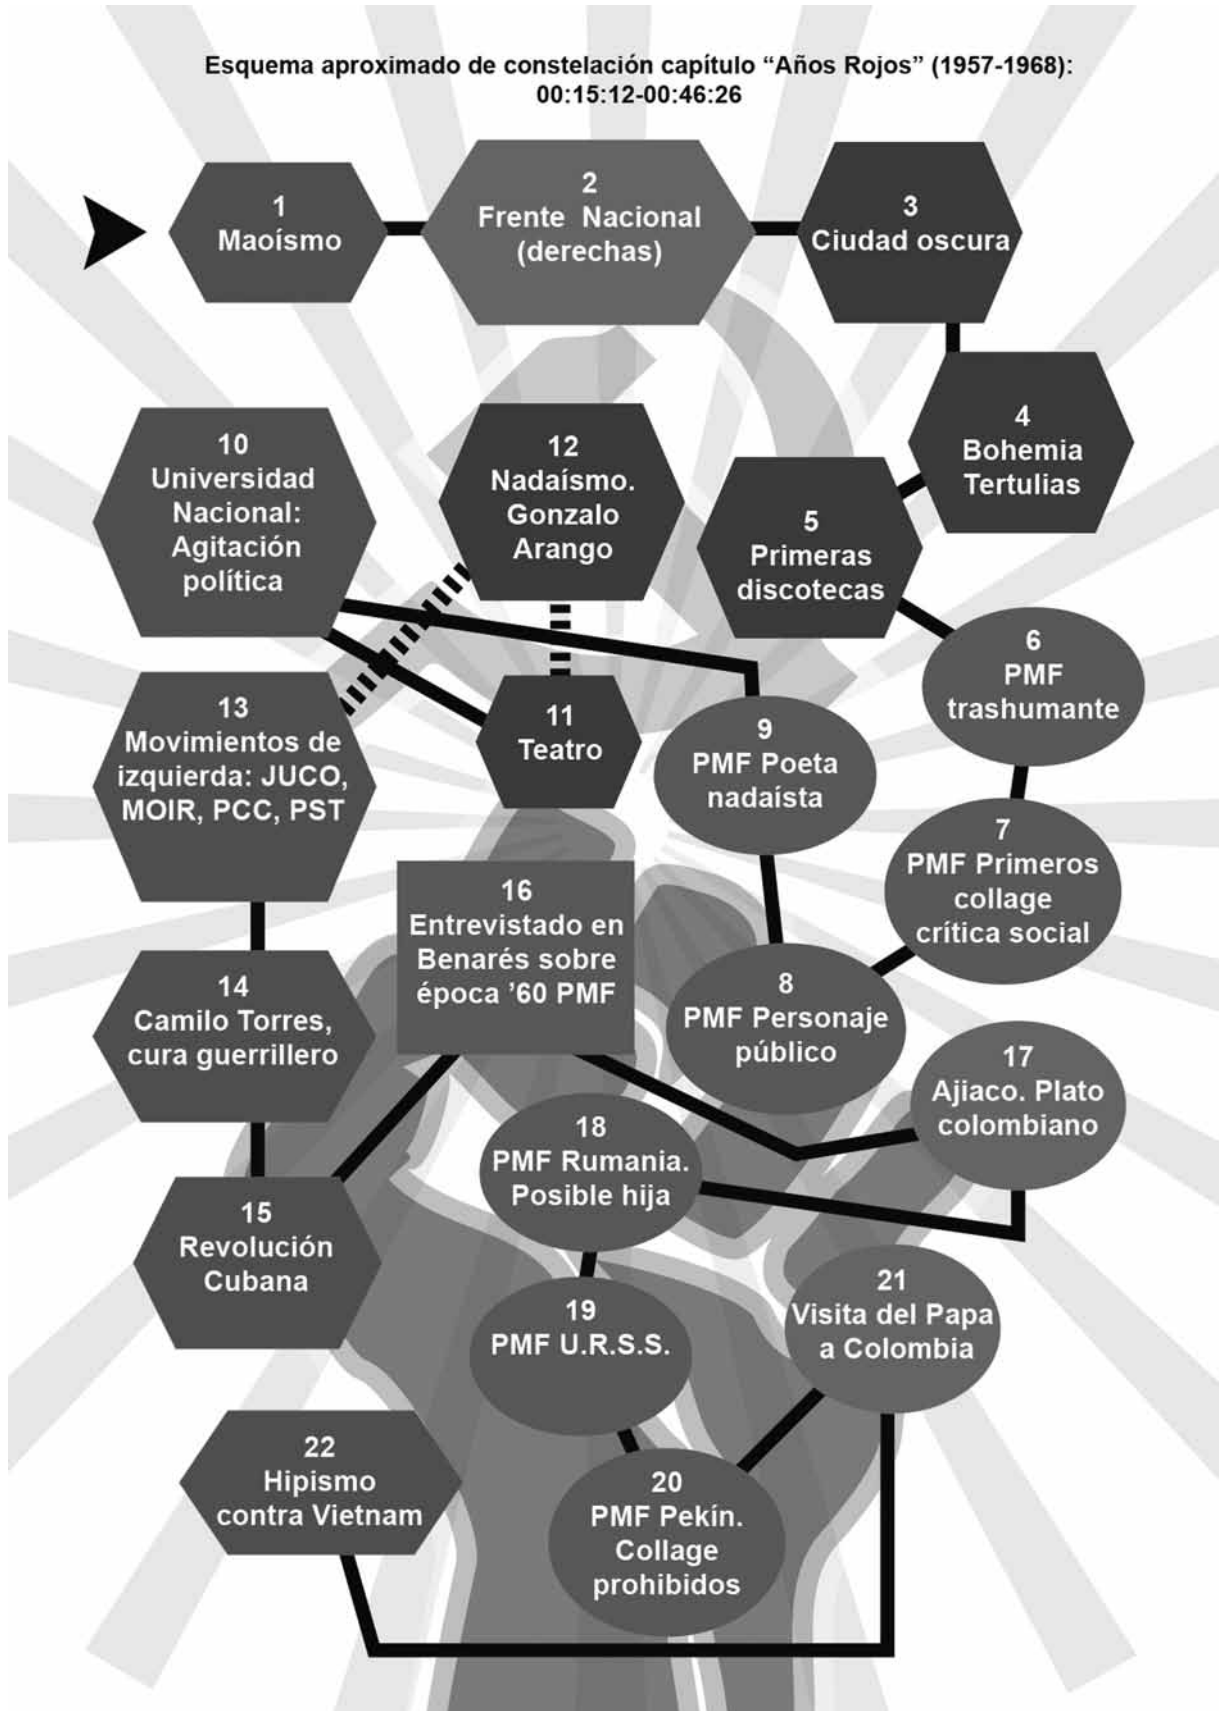 Esquema aproximado de constelación capítulo “Años Rojos” (1957-1968):
00:15:12-00:46:26
1
Maoísmo
2
Frente Nacional
(derechas)
3
Ciudad oscura
4
Bohemia
Tertulias
5
Primeras
discotecas
6
PMF
trashumante
7
PMF Primeros
collage
crítica social
8
PMF Personaje
público
9
PMF Poeta
nadaísta
10
Universidad
Nacional:
Agitación
política
11
Teatro
12
Nadaísmo.
Gonzalo
Arango
13
Movimientos de
izquierda: JUCO,
MOIR, PCC, PST
14
Camilo Torres,
cura guerrillero
15
Revolución
Cubana
16
Entrevistado en
Benarés sobre
época ’60 PMF
17
Ajiaco. Plato
colombiano
18
PMF Rumania.
Posible hija
19
PMF U.R.S.S.
20
PMF Pekín.
Collage
prohibidos
21
Visita del Papa
a Colombia
22
Hipismo
contra Vietnam